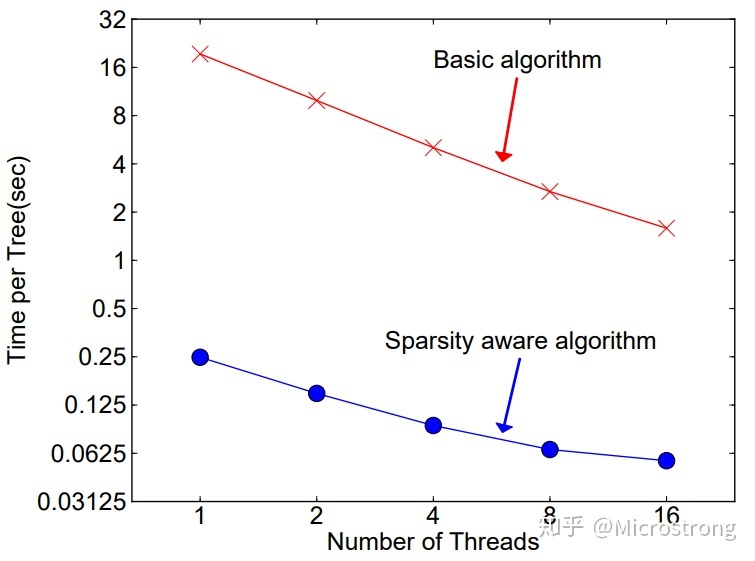 32
16
8
4
2
1
0.5
0.25
0.125
0.0625
0.03125
Time per Tree(sec)
Basic algorithm
Sparsity aware algorithm
1 2 4 8 16
Number of Threads
知乎 @Microstrong